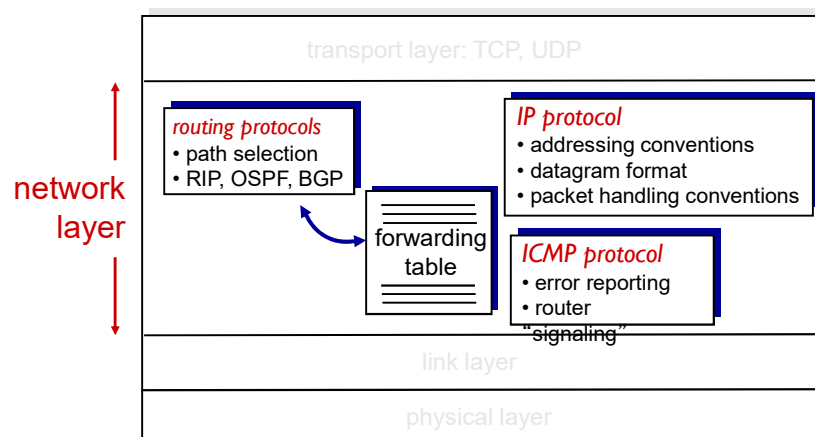 transport layer: TCP, UDP
network
layer
routing protocols
• path selection
• RIP, OSPF, BGP
forwarding
table
IP protocol
• addressing conventions
• datagram format
• packet handling conventions
ICMP protocol
• error reporting
• router
“signaling”
link layer
physical layer